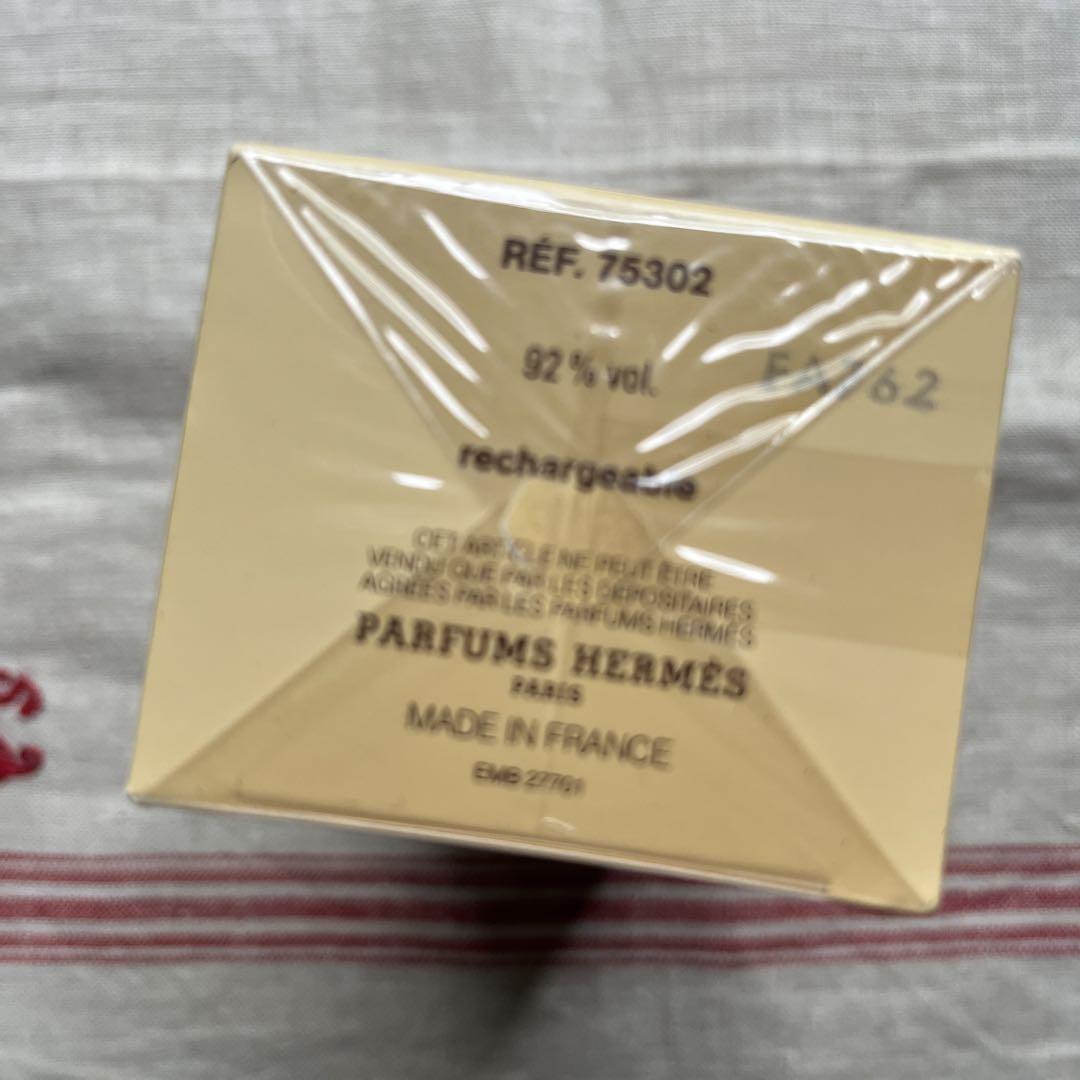 RÉF. 75302
92 % vol.
rechargeable
CET ARTICLE NE PEUT ÊTRE
VENDU QUE PAR LES DÉPOSITAIRES
AGRÉÉS PAR LES PARFUMS HERMÈS
PARFUMS HERMÈS
PARIS
MADE IN FRANCE
EMB 27701